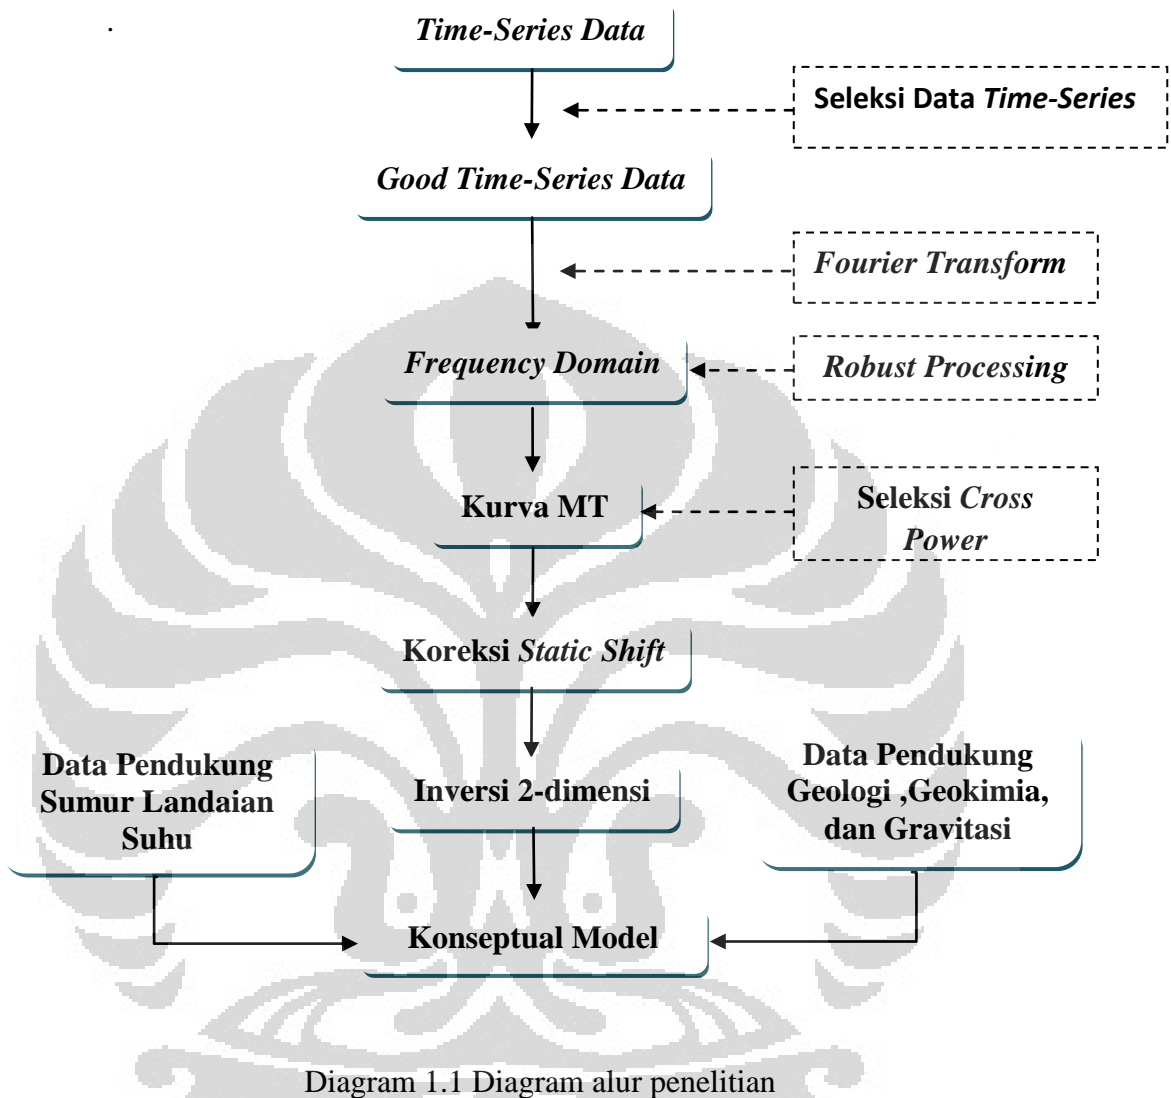 Time-Series Data
Seleksi Data Time-Series
Good Time-Series Data
Fourier Transform
Frequency Domain
Robust Processing
Kurva MT
Seleksi Cross
Power
Koreksi Static Shift
Data Pendukung
Sumur Landaian
Suhu
Inversi 2-dimensi
Data Pendukung
Geologi ,Geokimia,
dan Gravitasi
Konseptual Model
Diagram 1.1 Diagram alur penelitian